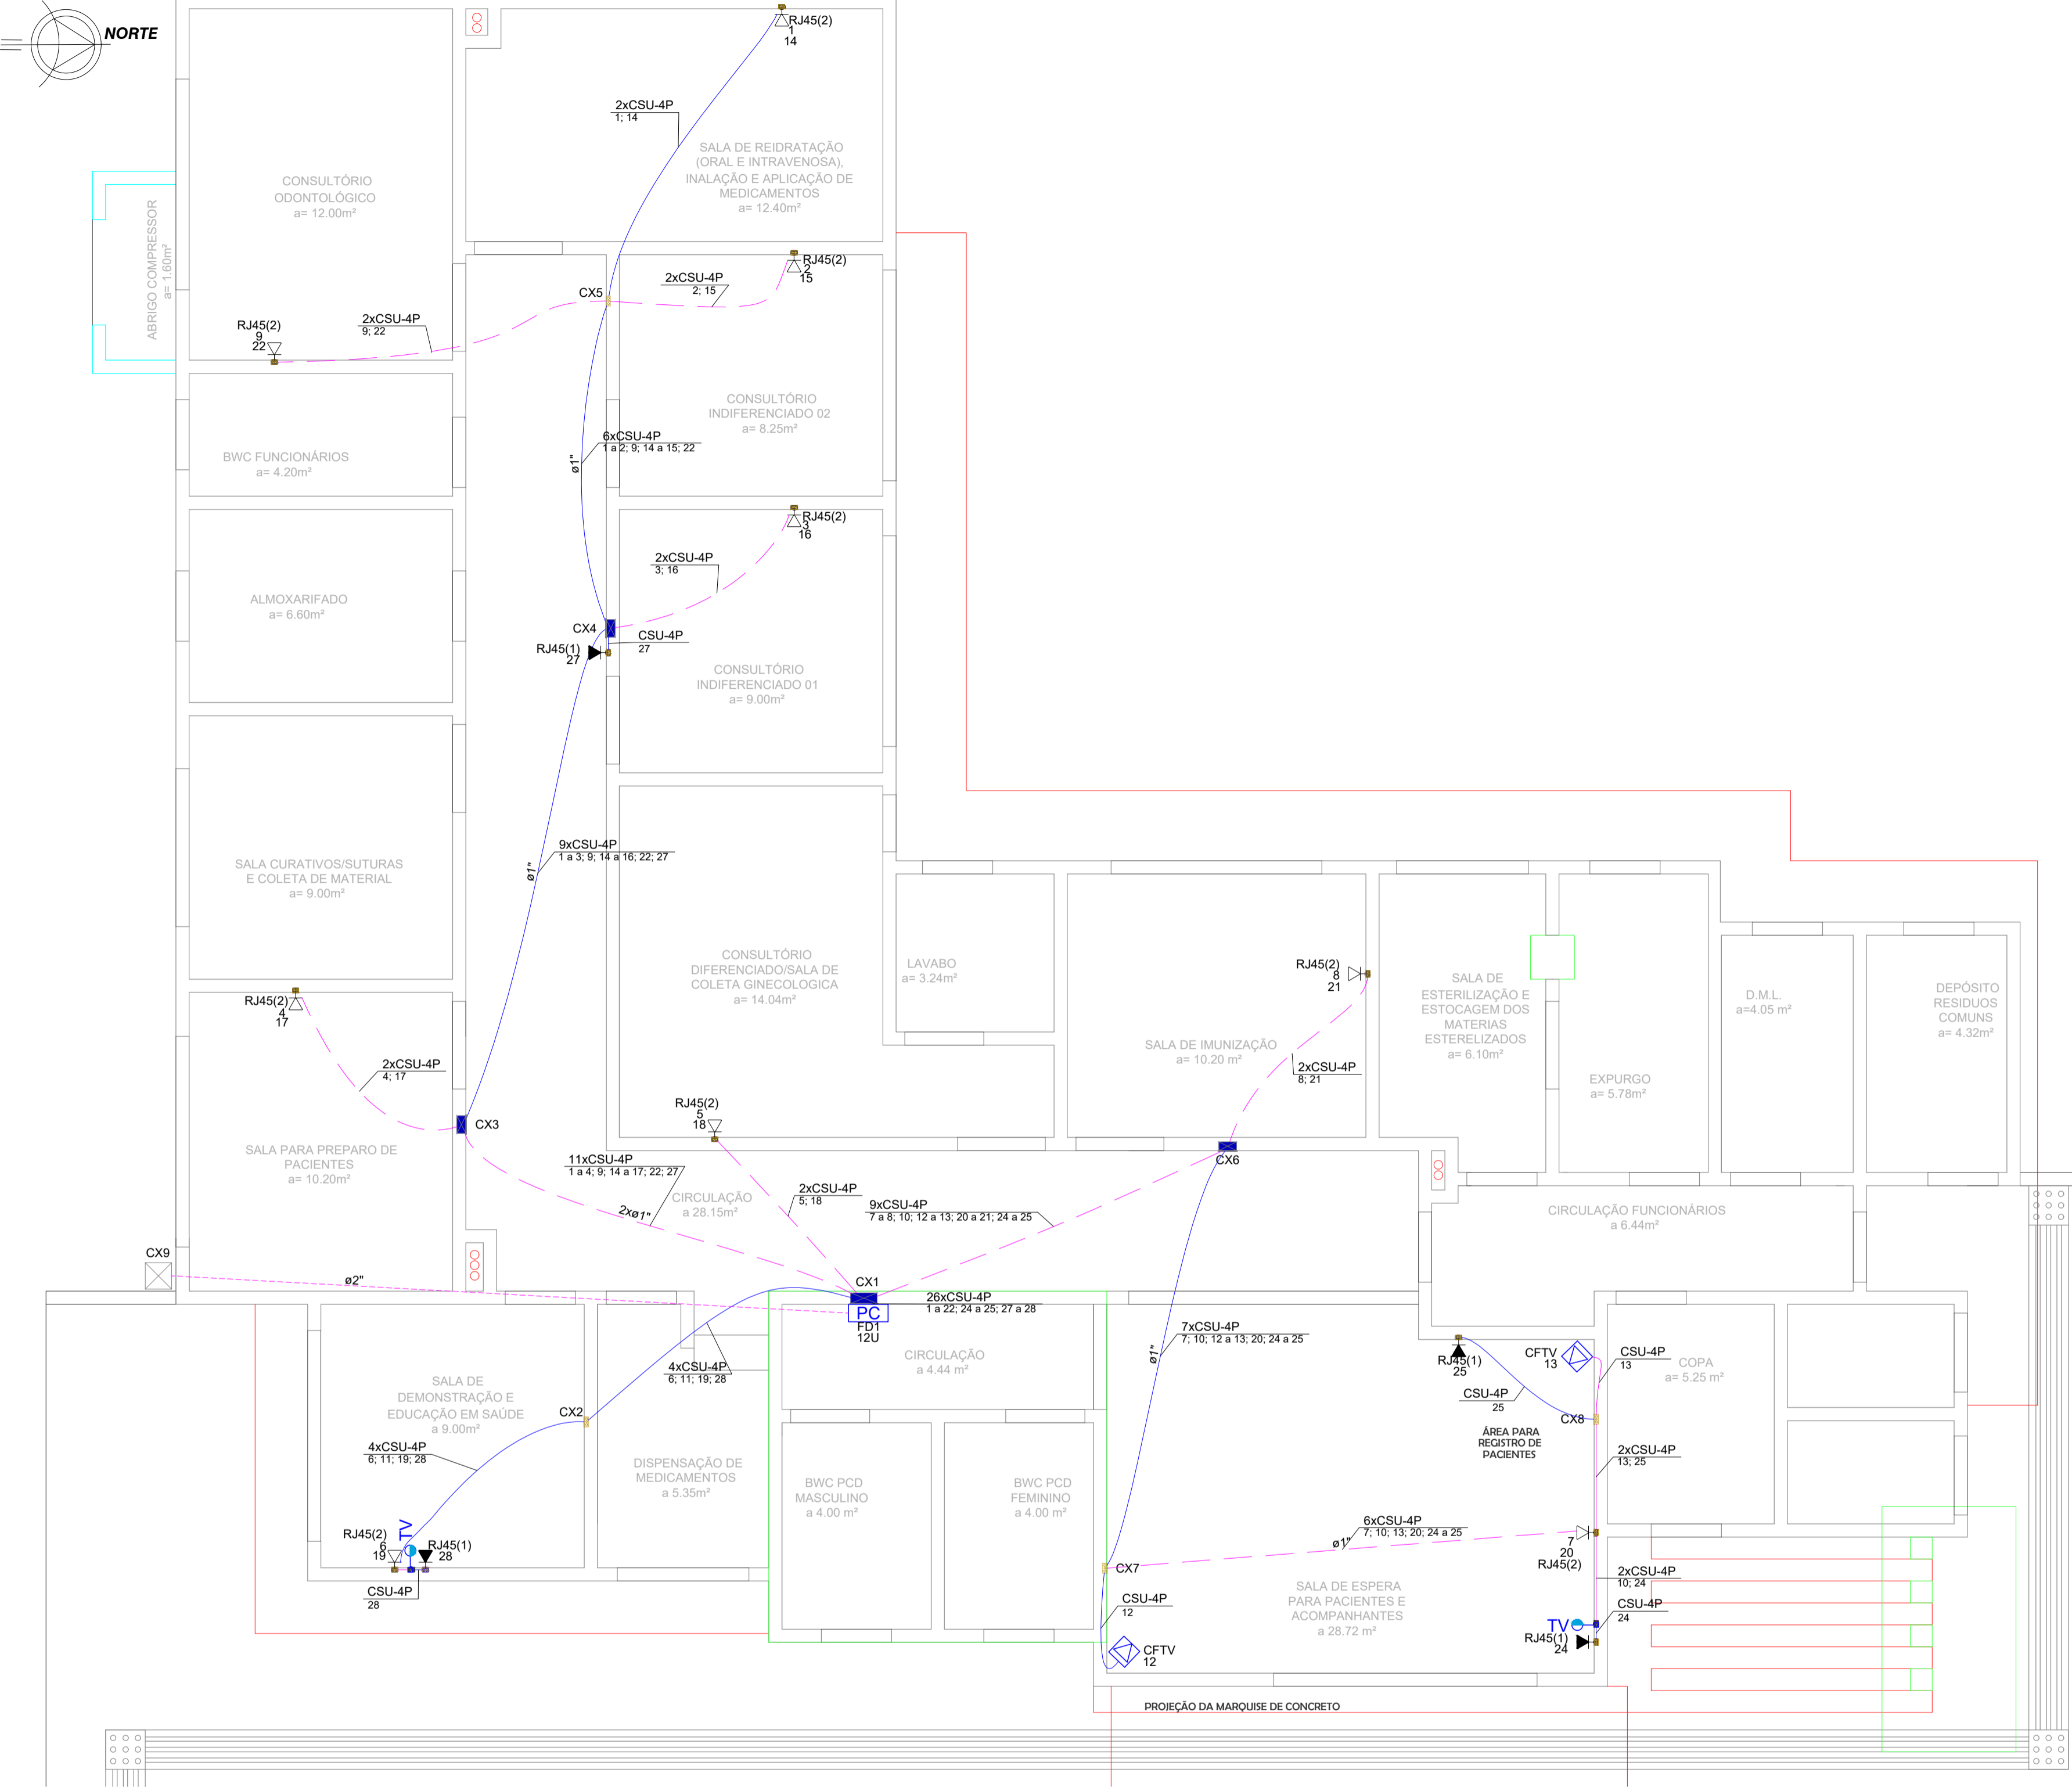 NORTE
RJ45(2)
1
14
2xCSU-4P
1; 14
SALA DE REIDRATAÇÃO
(ORAL E INTRAVENOSA),
INALAÇÃO E APLICAÇÃO DE
MEDICAMENTOS
a= 12.40m²
CONSULTÓRIO
ODONTOLÓGICO
a= 12.00m²
ABRIGO COMPRESSOR
a= 1.60m²
RJ45(2)
2
15
2xCSU-4P
2; 15
CX5
2xCSU-4P
9; 22
RJ45(2)
9
22
CONSULTÓRIO
INDIFERENCIADO 02
a= 8.25m²
6xCSU-4P
1 a 2; 9; 14 a 15; 22
ø1"
BWC FUNCIONÁRIOS
a= 4.20m²
RJ45(2)
3
16
2xCSU-4P
3; 16
ALMOXARIFADO
a= 6.60m²
CX4
CSU-4P
27
RJ45(1)
27
CONSULTÓRIO
INDIFERENCIADO 01
a= 9.00m²
9xCSU-4P
1 a 3; 9; 14 a 16; 22; 27
ø1"
SALA CURATIVOS/SUTURAS
E COLETA DE MATERIAL
a= 9.00m²
CONSULTÓRIO
DIFERENCIADO/SALA DE
COLETA GINECOLOGICA
a= 14.04m²
LAVABO
a= 3.24m²
RJ45(2)
8
21
SALA DE
ESTERILIZAÇÃO E
ESTOCAGEM DOS
MATERIAS
ESTERELIZADOS
a= 6.10m²
D.M.L.
a=4.05 m²
DEPÓSITO
RESIDUOS
COMUNS
a= 4.32m²
RJ45(2)
4
17
2xCSU-4P
4; 17
SALA DE IMUNIZAÇÃO
a= 10.20 m²
2xCSU-4P
8; 21
EXPURGO
a= 5.78m²
CX3
RJ45(2)
5
18
SALA PARA PREPARO DE
PACIENTES
a= 10.20m²
11xCSU-4P
1 a 4; 9; 14 a 17; 22; 27
CX6
2xø1"
CIRCULAÇÃO
a 28.15m²
2xCSU-4P
5; 18
9xCSU-4P
7 a 8; 10; 12 a 13; 20 a 21; 24 a 25
CIRCULAÇÃO FUNCIONÁRIOS
a 6.44m²
CX9
ø2"
CX1
26xCSU-4P
1 a 22; 24 a 25; 27 a 28
PC
FD1
12U
7xCSU-4P
7; 10; 12 a 13; 20; 24 a 25
ø1"
CIRCULAÇÃO
a 4.44 m²
4xCSU-4P
6; 11; 19; 28
RJ45(1)
25
CFTV
13
CSU-4P
13
COPA
a= 5.25 m²
SALA DE
DEMONSTRAÇÃO E
EDUCAÇÃO EM SAÚDE
a 9.00m²
CX2
CSU-4P
25
CX8
ÁREA PARA
REGISTRO DE
PACIENTES
4xCSU-4P
6; 11; 19; 28
2xCSU-4P
13; 25
DISPENSAÇÃO DE
MEDICAMENTOS
a 5.35m²
BWC PCD
MASCULINO
a 4.00 m²
BWC PCD
FEMININO
a 4.00 m²
TV
RJ45(2)
6
19
RJ45(1)
28
CSU-4P
28
6xCSU-4P
7; 10; 13; 20; 24 a 25
ø1"
7
20
RJ45(2)
CX7
2xCSU-4P
10; 24
SALA DE ESPERA
PARA PACIENTES E
ACOMPANHANTES
a 28.72 m²
CSU-4P
12
CFTV
12
CSU-4P
24
TV
RJ45(1)
24
PROJEÇÃO DA MARQUISE DE CONCRETO